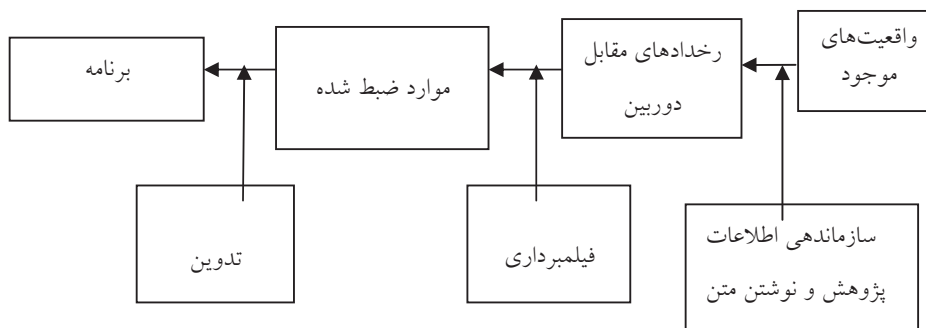 واقعیت‌های
موجود
رخدادهای مقابل
دوربین
موارد ضبط شده
برنامه
سازماندهی اطلاعات
پژوهش و نوشتن متن
فیلمبرداری
تدوین